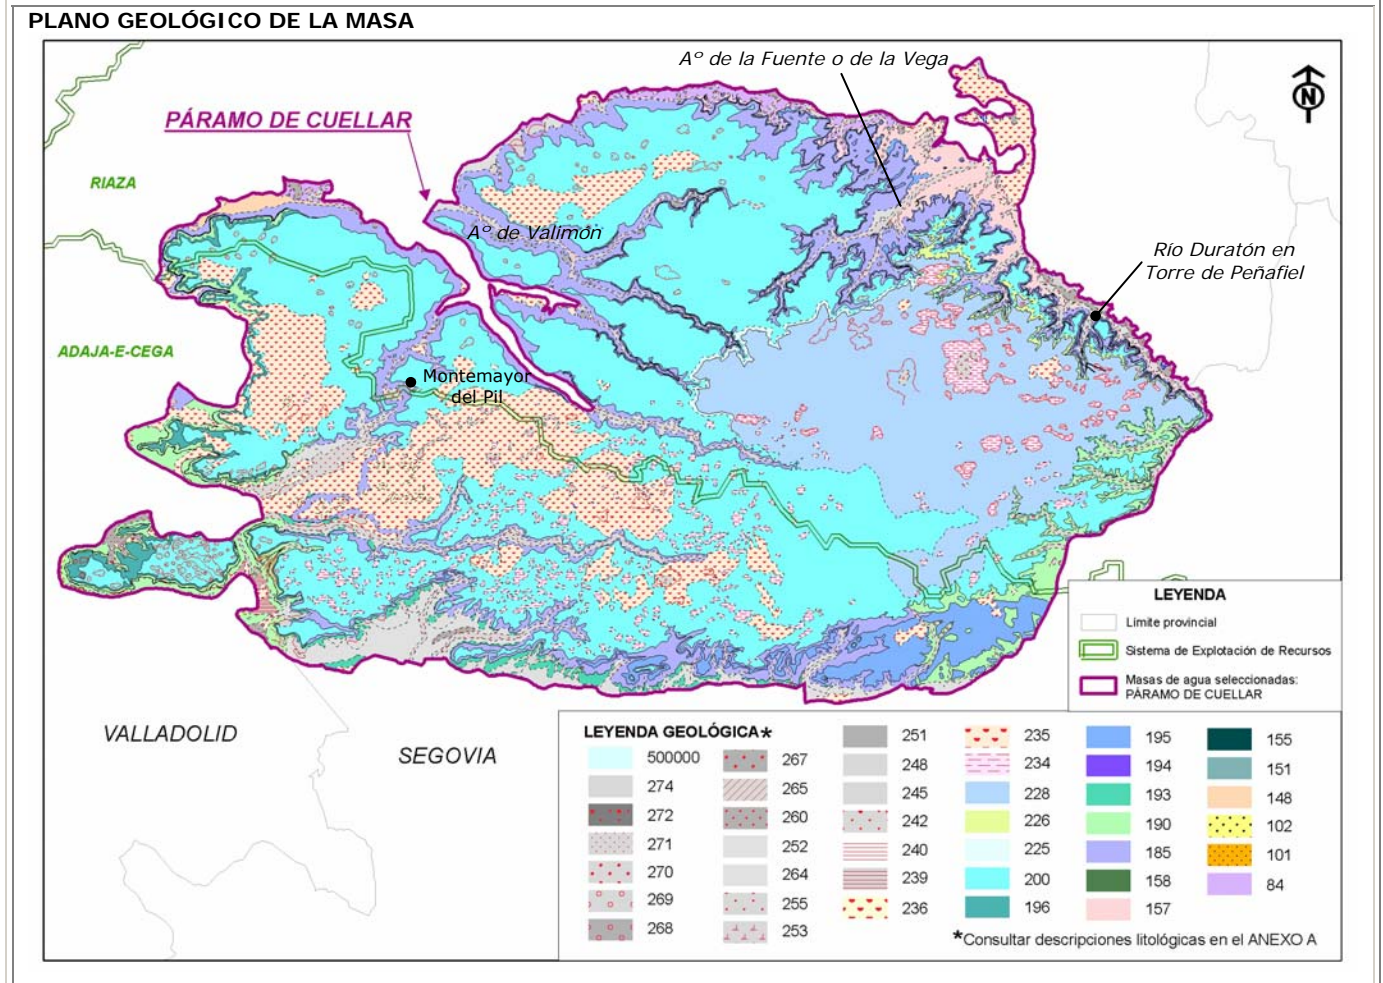 PLANO GEOLÓGICO DE LA MASA
Aº de la Fuente o de la Vega
N
PÁRAMO DE CUELLAR
RIAZA
Aº de Valimón
Río Duratón en
Torre de Peñafiel
ADAJA-E-CEGA
Montemayor
del Pil
LEYENDA
Límite provincial
Sistema de Explotación de Recursos
Masas de agua seleccionadas:
PÁRAMO DE CUELLAR
VALLADOLID
SEGOVIA
LEYENDA GEOLÓGICA*
500000
274
272
271
270
269
268
267
265
260
252
264
255
253
251
248
245
242
240
239
236
235
234
228
226
225
200
196
195
194
193
190
185
158
157
155
151
148
102
101
84
*Consultar descripciones litológicas en el ANEXO A